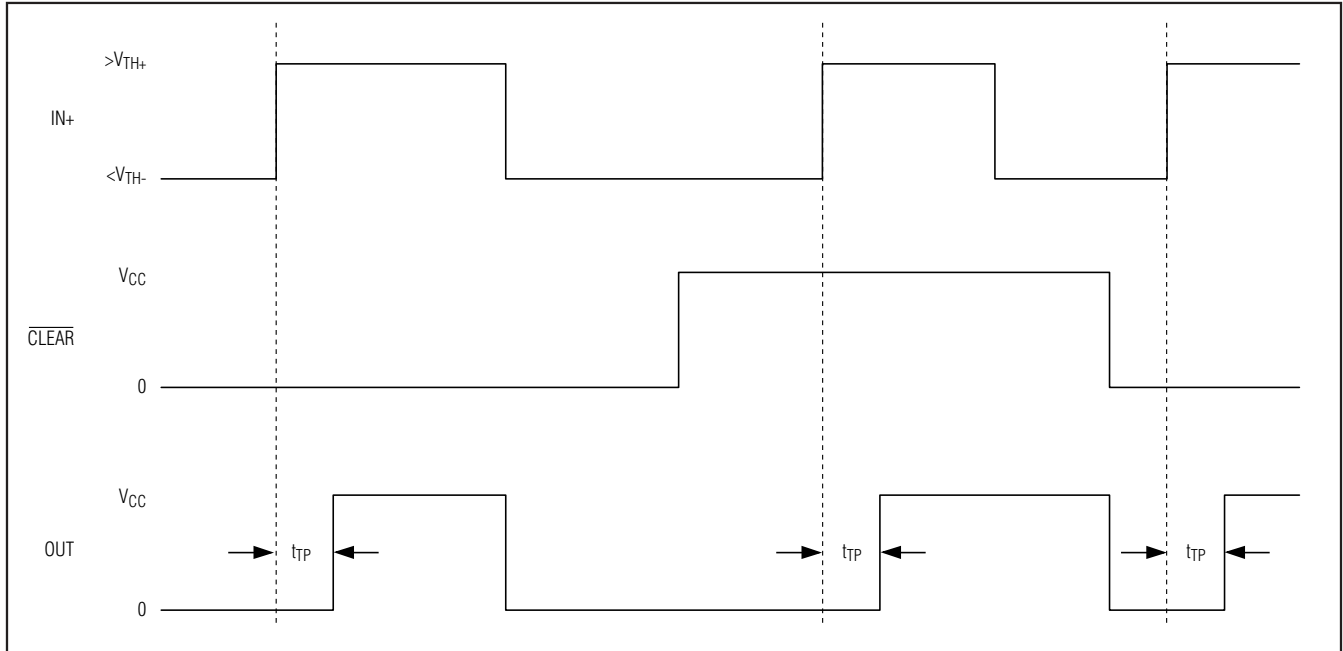 >VTH+
IN+
<VTH-
VCC
CLEAR
0
VCC
OUT
tTP
tTP
tTP
0